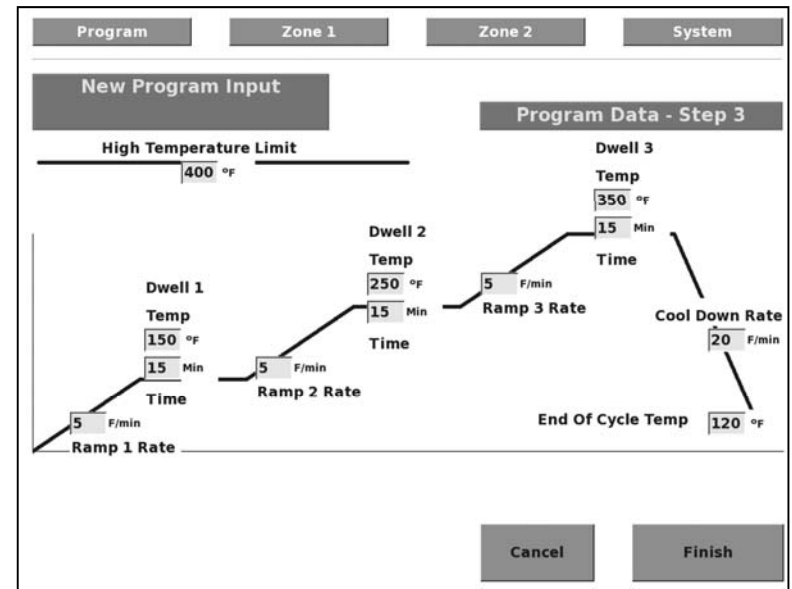 Program Zone 1 Zone 2 System
New Program Input
Program Data - Step 3
High Temperature Limit
400 °F
Dwell 3
Temp
350 °F
15 Min
Time
Dwell 2
Temp
250 °F
15 Min
Time
Dwell 1
Temp
150 °F
15 Min
Time
5 F/min
Ramp 1 Rate
5 F/min
Ramp 2 Rate
5 F/min
Ramp 3 Rate
Cool Down Rate
20 F/min
End Of Cycle Temp 120 °F
Cancel Finish